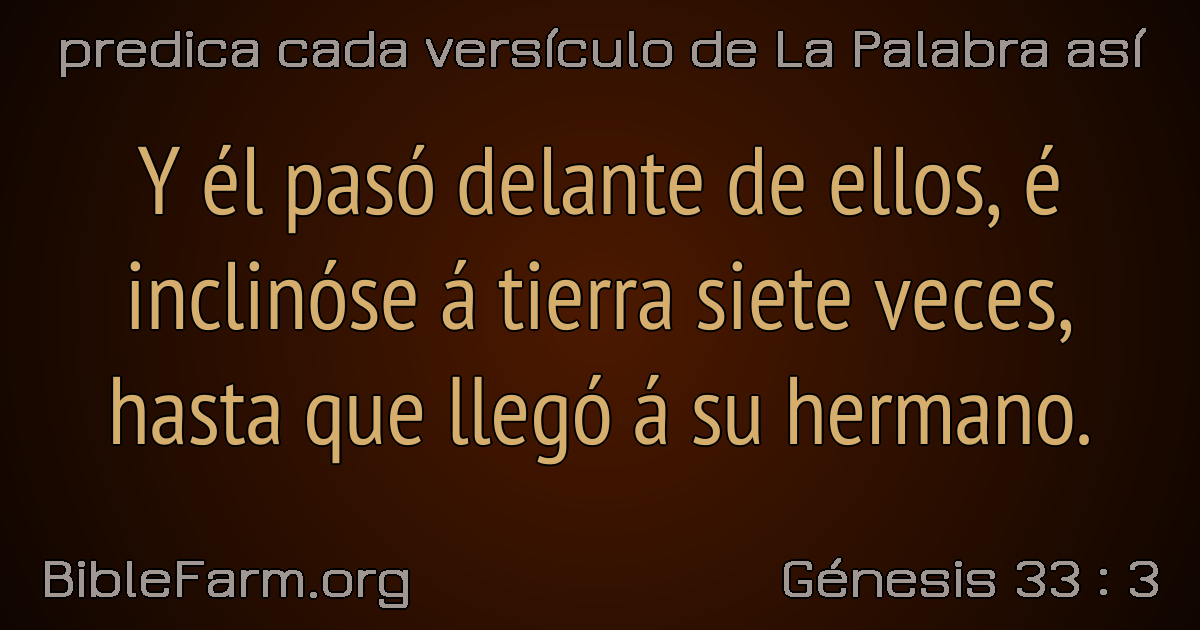 predica cada versículo de La Palabra así
Y él pasó delante de ellos, é
inclinóse á tierra siete veces,
hasta que llegó á su hermano.
BibleFarm.org
Génesis 33 : 3